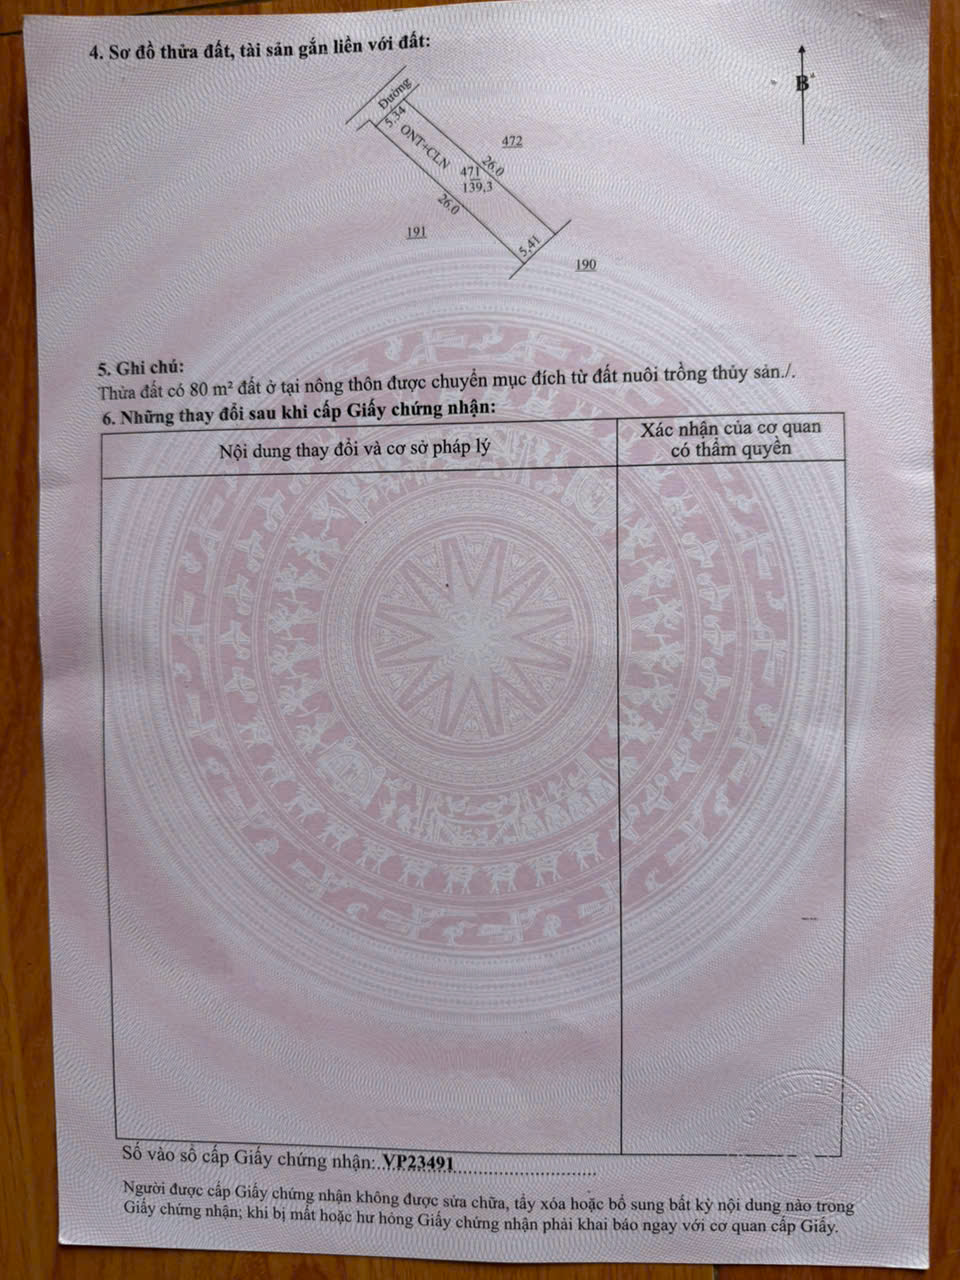 4. Sơ đồ thửa đất, tài sản gắn liền với đất:
B
Đường
5.34
ONT+CLN
472
26.0
471
139,3
26.0
191
5.41
190
5. Ghi chú:
Thửa đất có 80 m² đất ở tại nông thôn được chuyển mục đích từ đất nuôi trồng thủy sản./.
6. Những thay đổi sau khi cấp Giấy chứng nhận:
Nội dung thay đổi và cơ sở pháp lý
Xác nhận của cơ quan
có thẩm quyền
Số vào sổ cấp Giấy chứng nhận: VP23491
Người được cấp Giấy chứng nhận không được sửa chữa, tẩy xóa hoặc bổ sung bất kỳ nội dung nào trong
Giấy chứng nhận; khi bị mất hoặc hư hỏng Giấy chứng nhận phải khai báo ngay với cơ quan cấp Giấy.